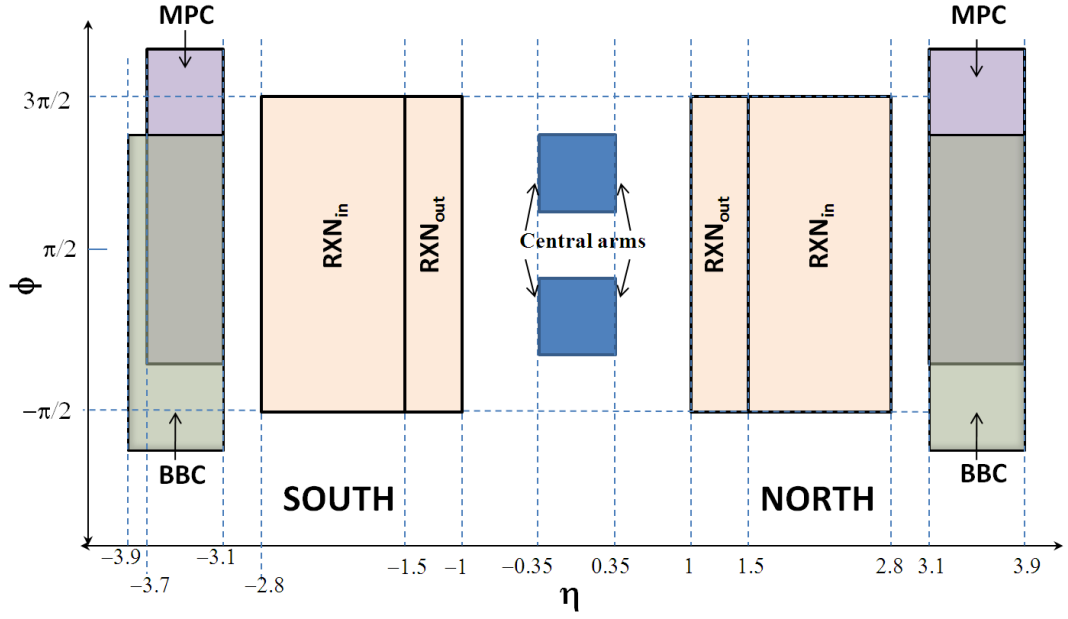 MPC
MPC
3π/2
π/2
−π/2
ϕ
RXNin
RXNout
Central arms
RXNout
RXNin
BBC
BBC
SOUTH
NORTH
−3.9
−3.7
−3.1
−2.8
−1.5
−1
−0.35
0.35
1
1.5
2.8
3.1
3.9
η